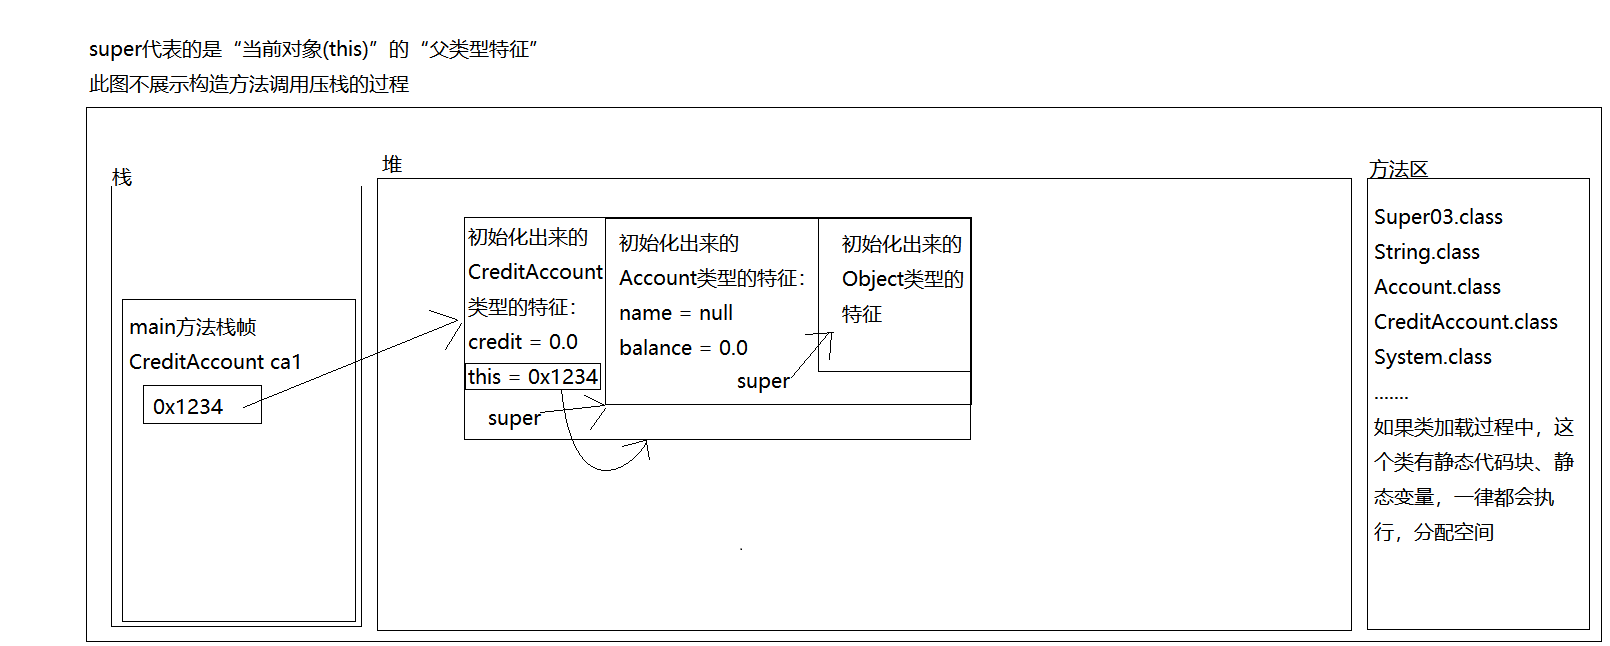 super代表的是“当前对象(this)”的“父类型特征”
此图不展示构造方法调用压栈的过程
栈
main方法栈帧
CreditAccount ca1
0x1234
堆
初始化出来的
CreditAccount
类型的特征：
credit = 0.0
this = 0x1234
super
初始化出来的
Account类型的特征：
name = null
balance = 0.0
super
初始化出来的
Object类型的
特征
方法区
Super03.class
String.class
Account.class
CreditAccount.class
System.class
.......
如果类加载过程中，这
个类有静态代码块、静
态变量，一律都会执
行，分配空间